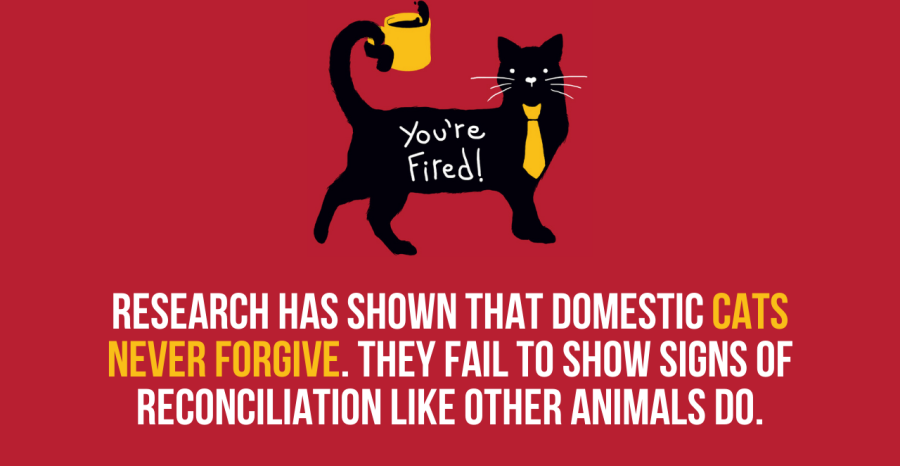 You're
Fired!
RESEARCH HAS SHOWN THAT DOMESTIC CATS
NEVER FORGIVE. THEY FAIL TO SHOW SIGNS OF
RECONCILIATION LIKE OTHER ANIMALS DO.